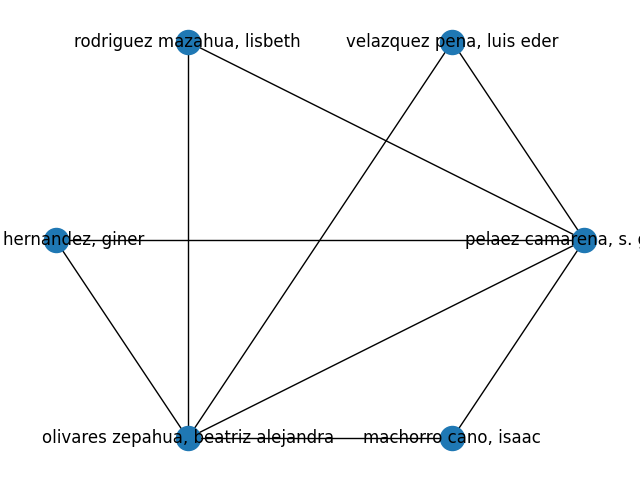 rodriguez mazahua, lisbeth
velazquez pena, luis eder
hernandez, giner
pelaez camarena, s. g
olivares zepahua, beatriz alejandra
machorro cano, isaac